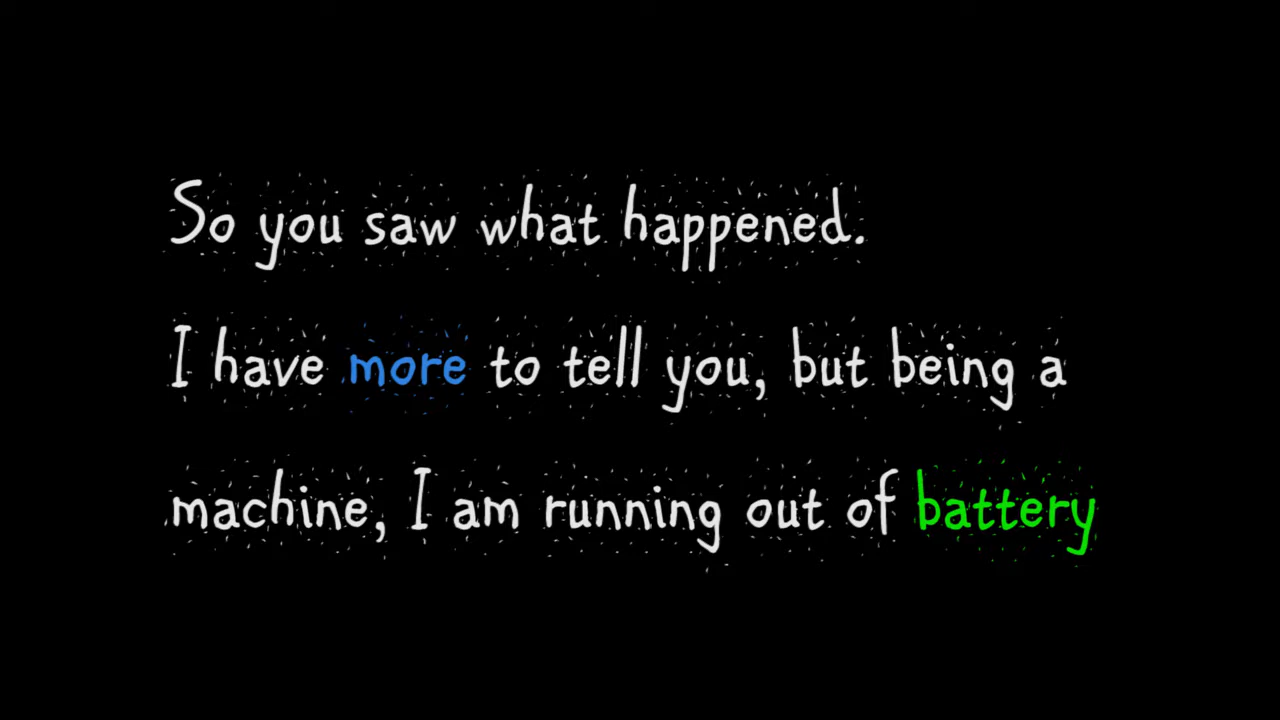 So you saw what happened.
I have more to tell you, but being a
machine, I am running out of battery